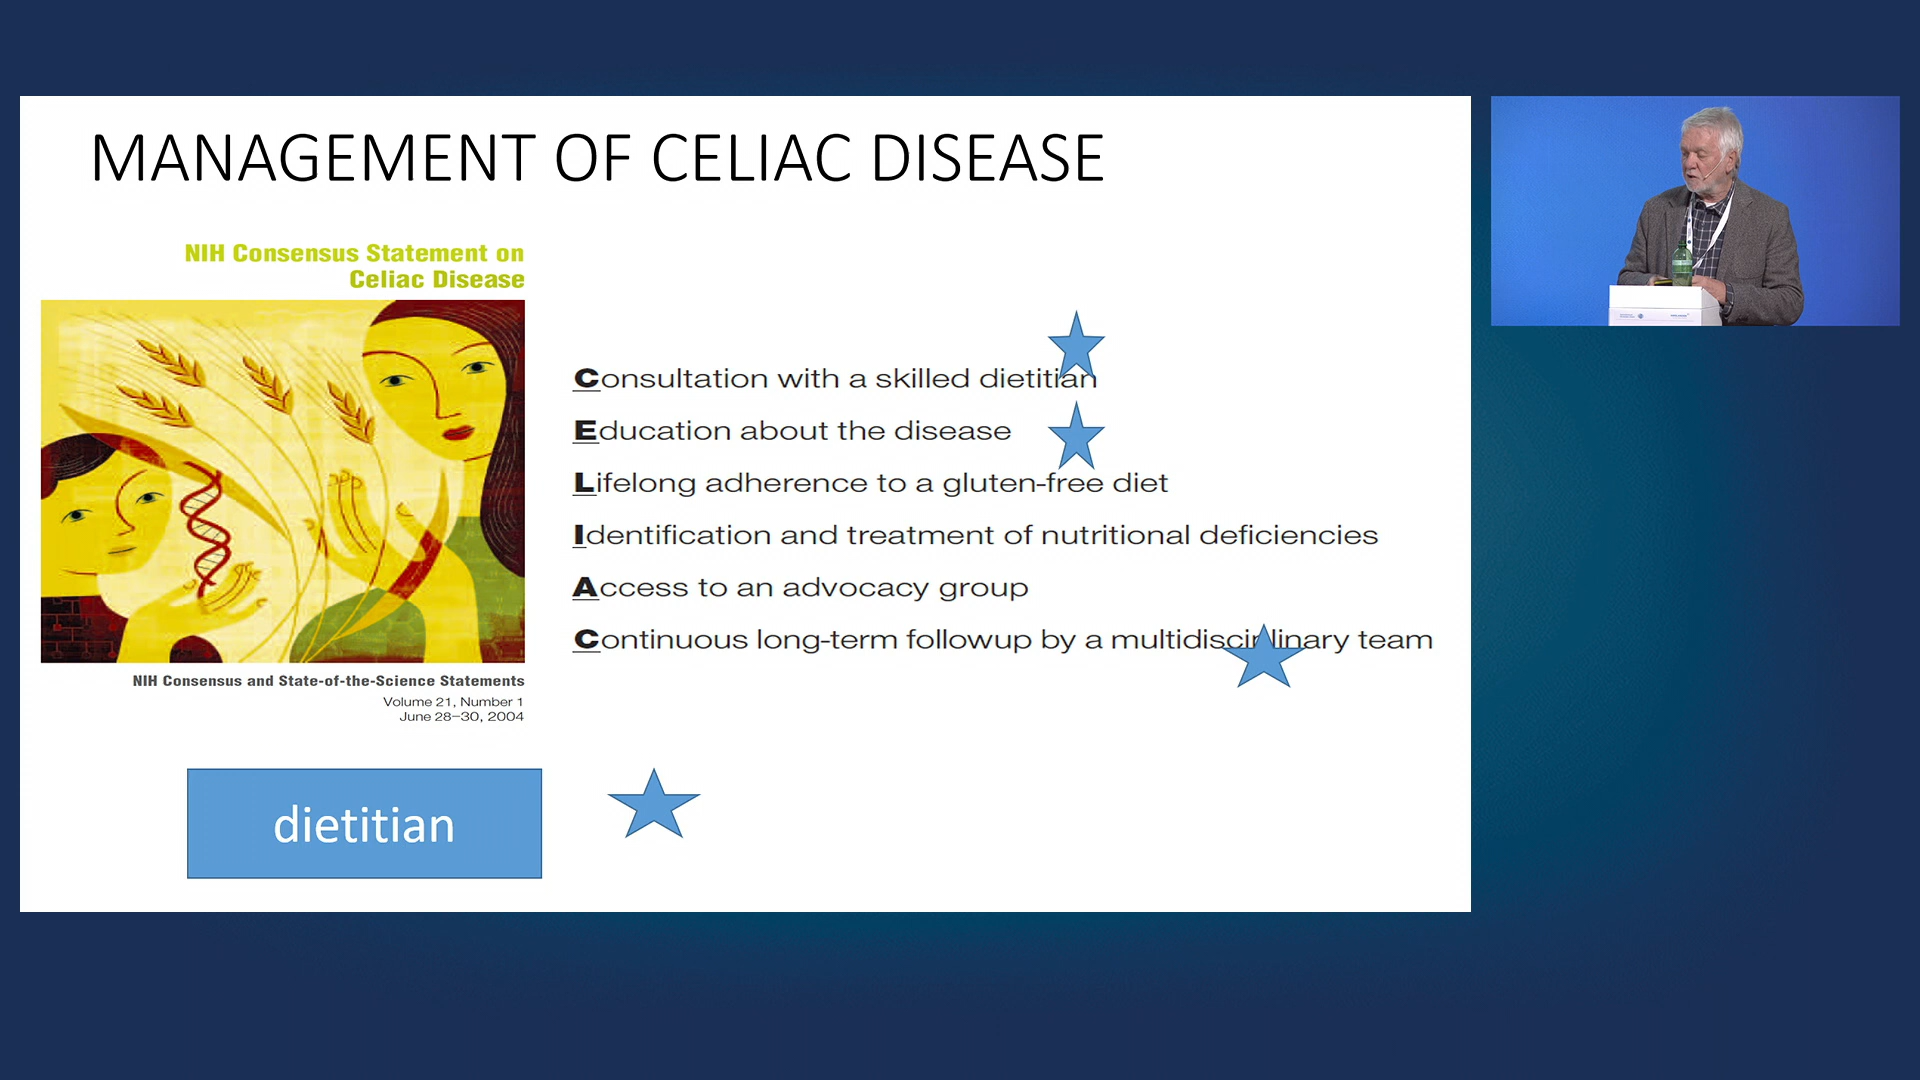 MANAGEMENT OF CELIAC DISEASE
NIH Consensus Statement on
Celiac Disease
Consultation with a skilled dietitian
Education about the disease
Lifelong adherence to a gluten-free diet
Identification and treatment of nutritional deficiencies
Access to an advocacy group
Continuous long-term followup by a multidisciplinary team
NIH Consensus and State-of-the-Science Statements
Volume 21, Number 1
June 28–30, 2004
dietitian